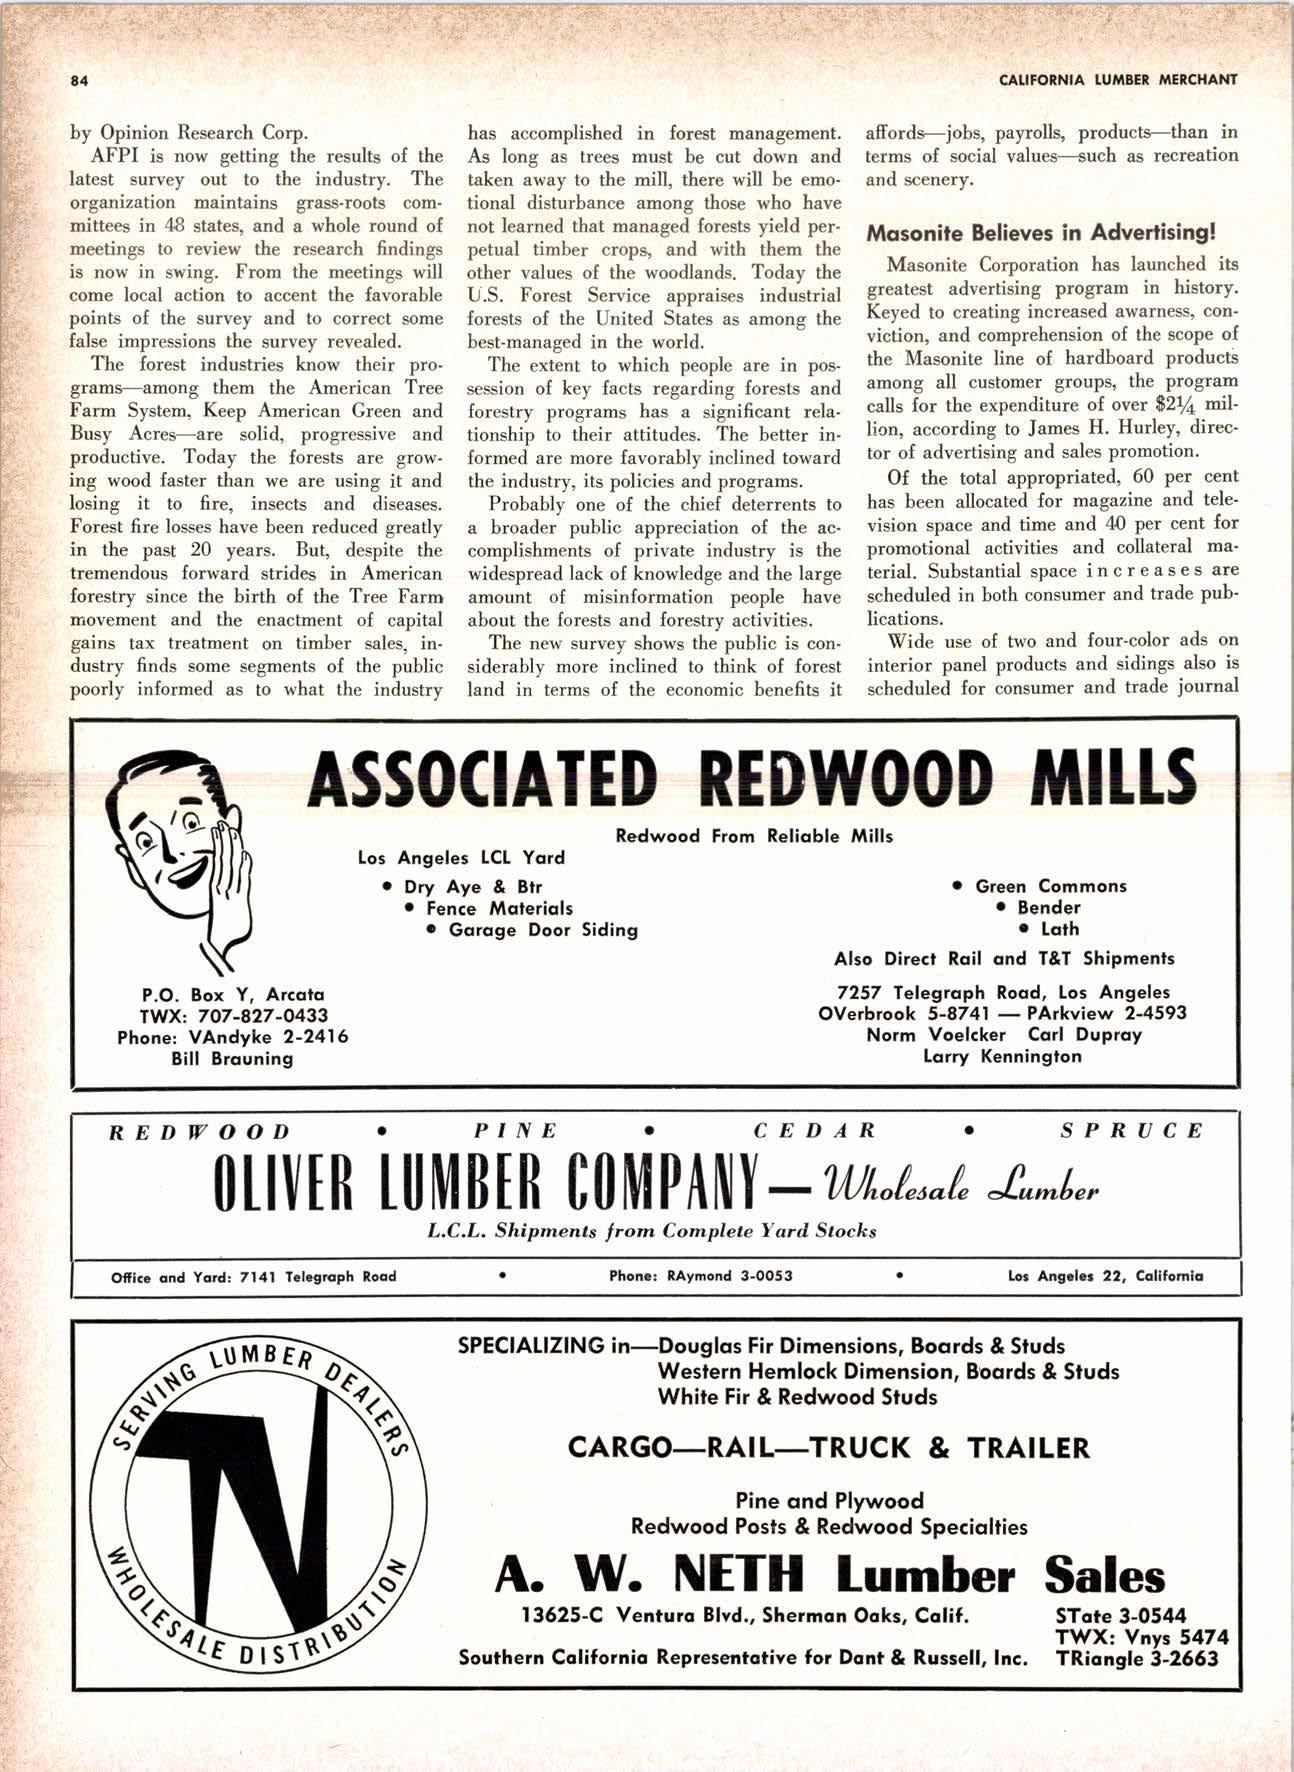 84
CALIFORNIA LUMBER MERCHANT
by Opinion Research Corp.
AFPI is now getting the results of the
latest survey out to the industry. The
organization maintains grass-roots com-
mittees in 48 states, and a whole round of
meetings to review the research findings
is now in swing. From the meetings will
come local action to accent the favorable
points of the survey and to correct some
false impressions the survey revealed.
The forest industries know their pro-
grams—among them the American Tree
Farm System, Keep American Green and
Busy Acres—are solid, progressive and
productive. Today the forests are grow-
ing wood faster than we are using it and
losing it to fire, insects and diseases.
Forest fire losses have been reduced greatly
in the past 20 years. But, despite the
tremendous forward strides in American
forestry since the birth of the Tree Farm
movement and the enactment of capital
gains tax treatment on timber sales, in-
dustry finds some segments of the public
poorly informed as to what the industry
has accomplished in forest management.
As long as trees must be cut down and
taken away to the mill, there will be emo-
tional disturbance among those who have
not learned that managed forests yield per-
petual timber crops, and with them the
other values of the woodlands. Today the
U.S. Forest Service appraises industrial
forests of the United States as among the
best-managed in the world.
The extent to which people are in pos-
session of key facts regarding forests and
forestry programs has a significant rela-
tionship to their attitudes. The better in-
formed are more favorably inclined toward
the industry, its policies and programs.
Probably one of the chief deterrents to
a broader public appreciation of the ac-
complishments of private industry is the
widespread lack of knowledge and the large
amount of misinformation people have
about the forests and forestry activities.
The new survey shows the public is con-
siderably more inclined to think of forest
land in terms of the economic benefits it
affords—jobs, payrolls, products—than in
terms of social values—such as recreation
and scenery.
Masonite Believes in Advertising!
Masonite Corporation has launched its
greatest advertising program in history.
Keyed to creating increased awarness, con-
viction, and comprehension of the scope of
the Masonite line of hardboard products
among all customer groups, the program
calls for the expenditure of over $2¼ mil-
lion, according to James H. Hurley, direc-
tor of advertising and sales promotion.
Of the total appropriated, 60 per cent
has been allocated for magazine and tele-
vision space and time and 40 per cent for
promotional activities and collateral ma-
terial. Substantial space increases are
scheduled in both consumer and trade pub-
lications.
Wide use of two and four-color ads on
interior panel products and sidings also is
scheduled for consumer and trade journal
ASSOCIATED REDWOOD MILLS
Redwood From Reliable Mills
Los Angeles LCL Yard
• Dry Aye & Btr
• Fence Materials
• Garage Door Siding
• Green Commons
• Bender
• Lath
Also Direct Rail and T&T Shipments
P.O. Box Y, Arcata
TWX: 707-827-0433
Phone: VAndyke 2-2416
Bill Brauning
7257 Telegraph Road, Los Angeles
OVerbrook 5-8741 — PArkview 2-4593
Norm Voelcker Carl Dupray
Larry Kennington
REDWOOD • PINE • CEDAR • SPRUCE
OLIVER LUMBER COMPANY — Wholesale Lumber
L.C.L. Shipments from Complete Yard Stocks
Office and Yard: 7141 Telegraph Road • Phone: RAymond 3-0053 • Los Angeles 22, California
SERVING LUMBER DEALERS
N
WHOLESALE DISTRIBUTION
SPECIALIZING in—Douglas Fir Dimensions, Boards & Studs
Western Hemlock Dimension, Boards & Studs
White Fir & Redwood Studs
CARGO—RAIL—TRUCK & TRAILER
Pine and Plywood
Redwood Posts & Redwood Specialties
A. W. NETH Lumber Sales
13625-C Ventura Blvd., Sherman Oaks, Calif.
STate 3-0544
TWX: Vnys 5474
Southern California Representative for Dant & Russell, Inc.
TRiangle 3-2663